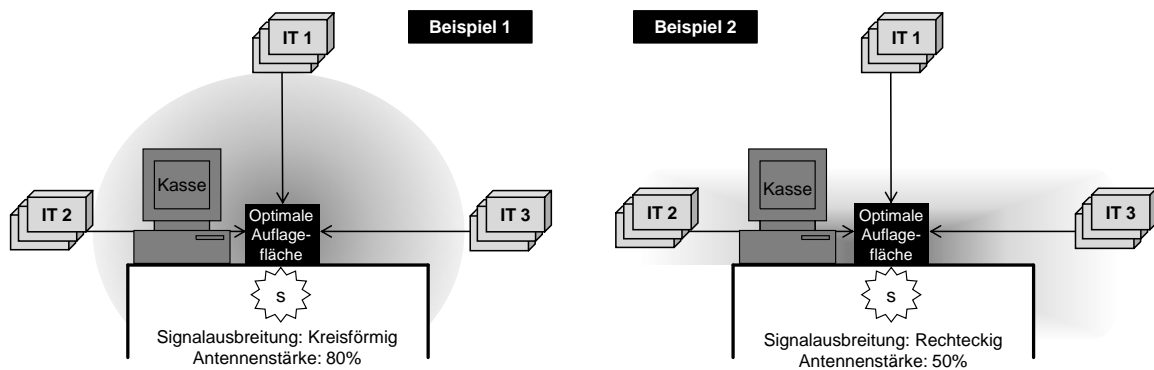 Beispiel 1
IT 1
Kasse
IT 2
IT 3
Optimale
Auflage-
fläche
S
Signalausbreitung: Kreisförmig
Antennenstärke: 80%
Beispiel 2
IT 1
Kasse
IT 2
IT 3
Optimale
Auflage-
fläche
S
Signalausbreitung: Rechteckig
Antennenstärke: 50%